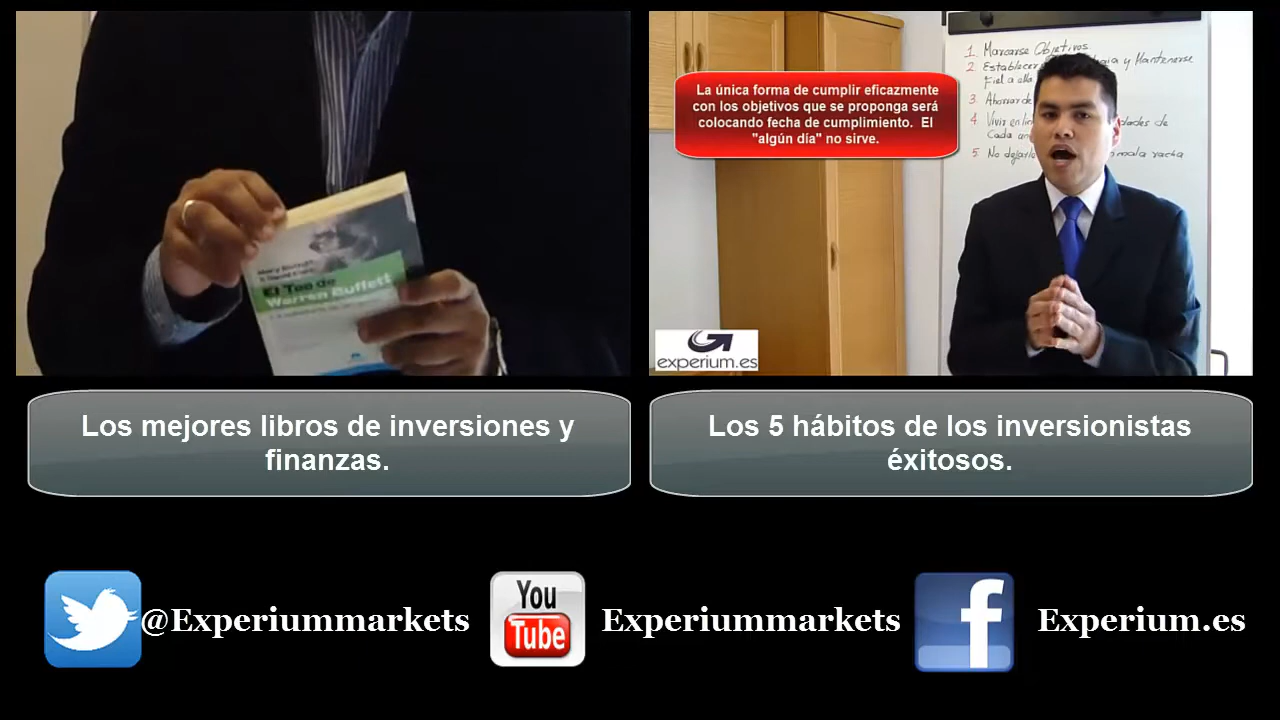 El Tao de
Warren Buffett
1. Marcarse Objetivos
2. Establecer y Mantenerse
Fiel a ella
3. Ahorrar
4. Vivir en
Cada
5 No mala racha
La única forma de cumplir eficazmente
con los objetivos que se proponga será
colocando fecha de cumplimiento. El
"algún día" no sirve.
experium.es
Los mejores libros de inversiones y
finanzas.
Los 5 hábitos de los inversionistas
éxitosos.
@Experiummarkets
You
Tube
Experiummarkets
f
Experium.es